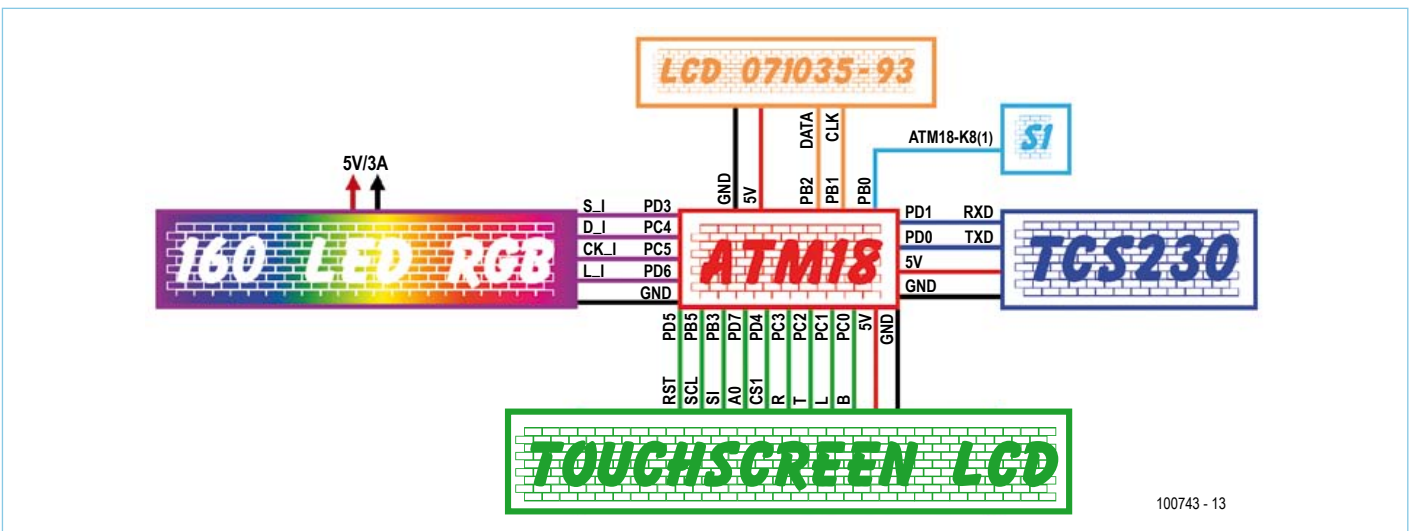 LCD 071035-93
GND
5V
DATA
CLK
PB2
PB1
PB0
ATM18-K8(1)
S1
5V/3A
160 LED RGB
S_I PD3
D_I PC4
CK_I PC5
L_I PD6
GND
ATM18
PD1 RXD
PD0 TXD
5V
GND
TCS230
PD5
PB5
PB3
PD7
PD4
PC3
PC2
PC1
PC0
5V
GND
RST
SCL
SI
A0
CS1
R
T
L
B
TOUCHSCREEN LCD
100743 - 13